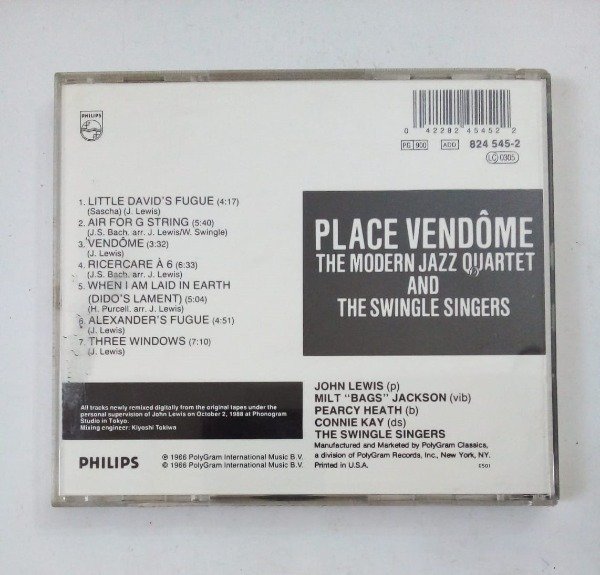 PHILIPS
0 42282 45452 2
PG 900 ADD 824 545-2
LC 0305
1. LITTLE DAVID'S FUGUE (4:17)
(Sascha) (J. Lewis)
2. AIR FOR G STRING (5:40)
(J.S. Bach, arr. J. Lewis/W. Swingle)
3. VENDÔME (3:32)
(J. Lewis)
4. RICERCARE À 6 (6:33)
(J.S. Bach, arr. J. Lewis)
5. WHEN I AM LAID IN EARTH
(DIDO'S LAMENT) (5:04)
(H. Purcell, arr. J. Lewis)
6. ALEXANDER'S FUGUE (4:51)
(J. Lewis)
7. THREE WINDOWS (7:10)
(J. Lewis)
PLACE VENDÔME
THE MODERN JAZZ QUARTET
AND
THE SWINGLE SINGERS
All tracks newly remixed digitally from the original tapes under the
personal supervision of John Lewis on October 2, 1988 at Phonogram
Studio in Tokyo.
Mixing engineer: Kiyoshi Tokiwa
JOHN LEWIS (p)
MILT "BAGS" JACKSON (vib)
PEARCY HEATH (b)
CONNIE KAY (ds)
THE SWINGLE SINGERS
Manufactured and Marketed by PolyGram Classics,
a division of PolyGram Records, Inc., New York, NY.
Printed in U.S.A.
PHILIPS
℗ 1966 PolyGram International Music B.V.
© 1966 PolyGram International Music B.V.